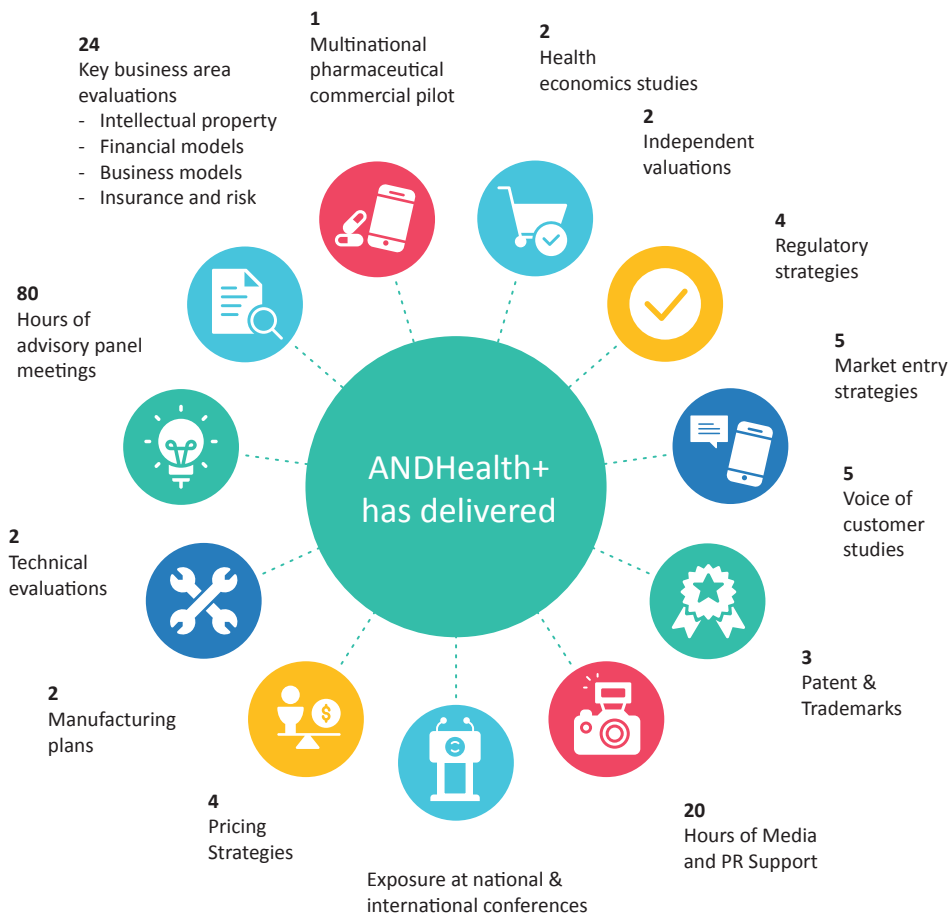 1
Multinational
pharmaceutical
commercial pilot
2
Health
economics studies
2
Independent
valuations
4
Regulatory
strategies
5
Market entry
strategies
5
Voice of
customer
studies
3
Patent &
Trademarks
20
Hours of Media
and PR Support
Exposure at national &
international conferences
4
Pricing
Strategies
2
Manufacturing
plans
2
Technical
evaluations
80
Hours of
advisory panel
meetings
24
Key business area
evaluations
- Intellectual property
- Financial models
- Business models
- Insurance and risk
ANDHealth+
has delivered
$